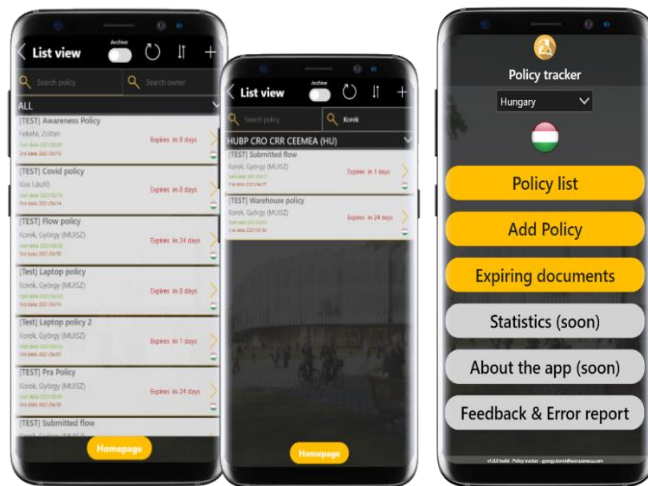 List view
Archive
Search policy
Search owner
ALL
[TEST] Awareness Policy
Fekete, Zoltan
Expires in 9 days
[TEST] Covid policy
Kiss László
Expires in 8 days
[TEST] Flow policy
Korek, György (MUISZ)
Expires in 24 days
[Test] Laptop policy
Korek, György (MUISZ)
Expires in 8 days
[Test] Laptop policy 2
Korek, György (MUISZ)
Expires in 1 days
[TEST] Pra Policy
Korek, György (MUISZ)
Expires in 24 days
[TEST] Submitted flow
Homepage
List view
Archive
Search policy
Korek
HUBP CRO CRR CEEMEA (HU)
[TEST] Submitted flow
Korek, György (MUISZ)
Expires in 1 days
[TEST] Warehouse policy
Korek, György (MUISZ)
Expires in 24 days
Homepage
Policy tracker
Hungary
Policy list
Add Policy
Expiring documents
Statistics (soon)
About the app (soon)
Feedback & Error report